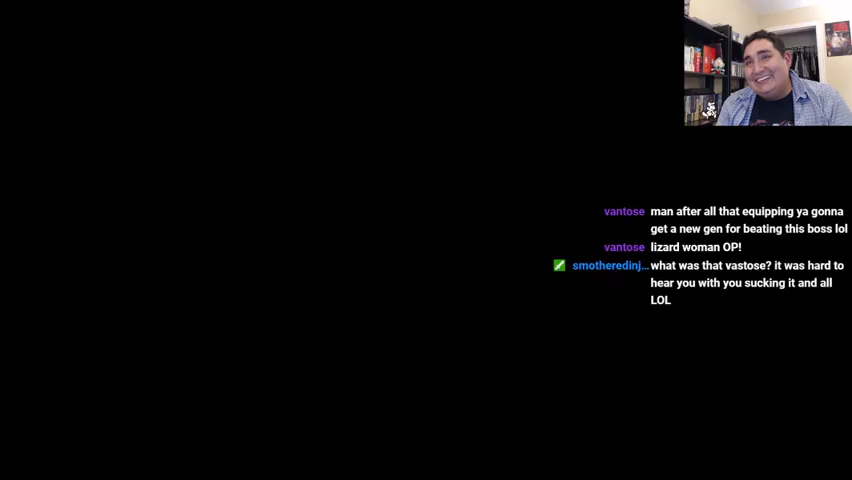 vantose man after all that equipping ya gonna
get a new gen for beating this boss lol
vantose lizard woman OP!
smotheredinj... what was that vastose? it was hard to
hear you with you sucking it and all
LOL